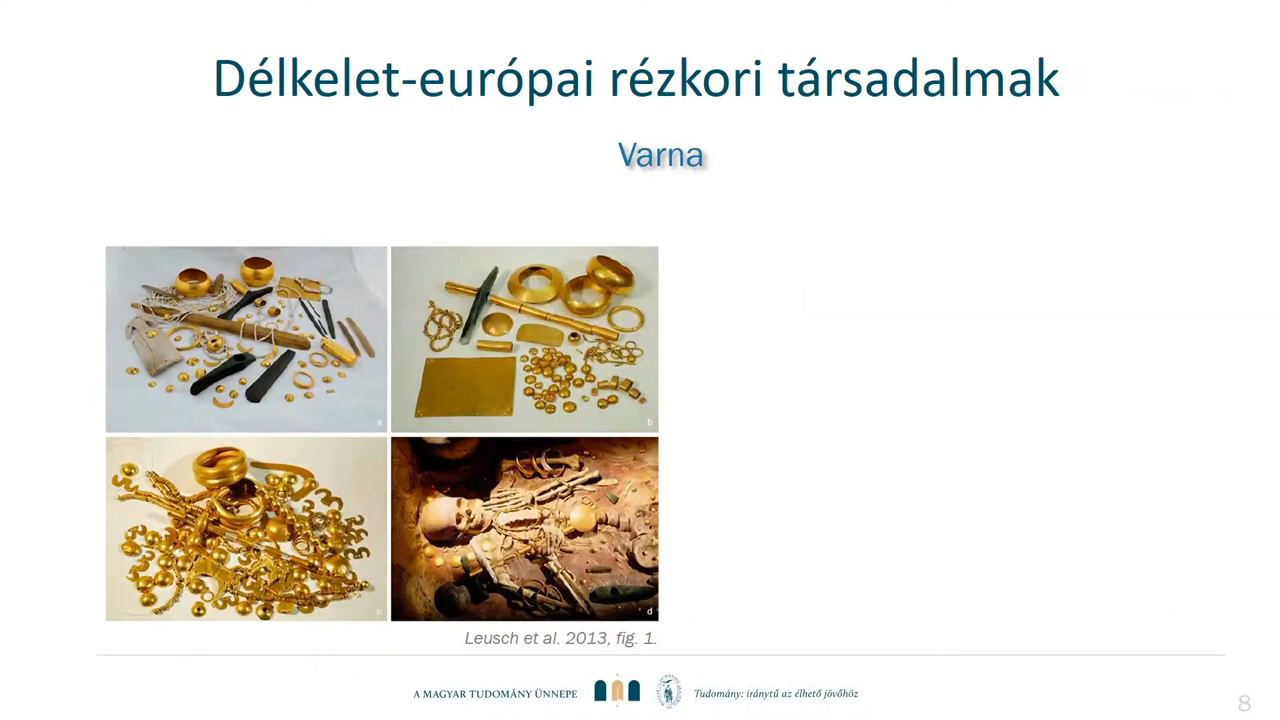 Délkelet-európai rézkori társadalmak
Varna
a
b
c
d
Leusch et al. 2013, fig. 1.
A MAGYAR TUDOMÁNY ÜNNEPE
Tudomány: iránytű az élhető jövőhöz
8